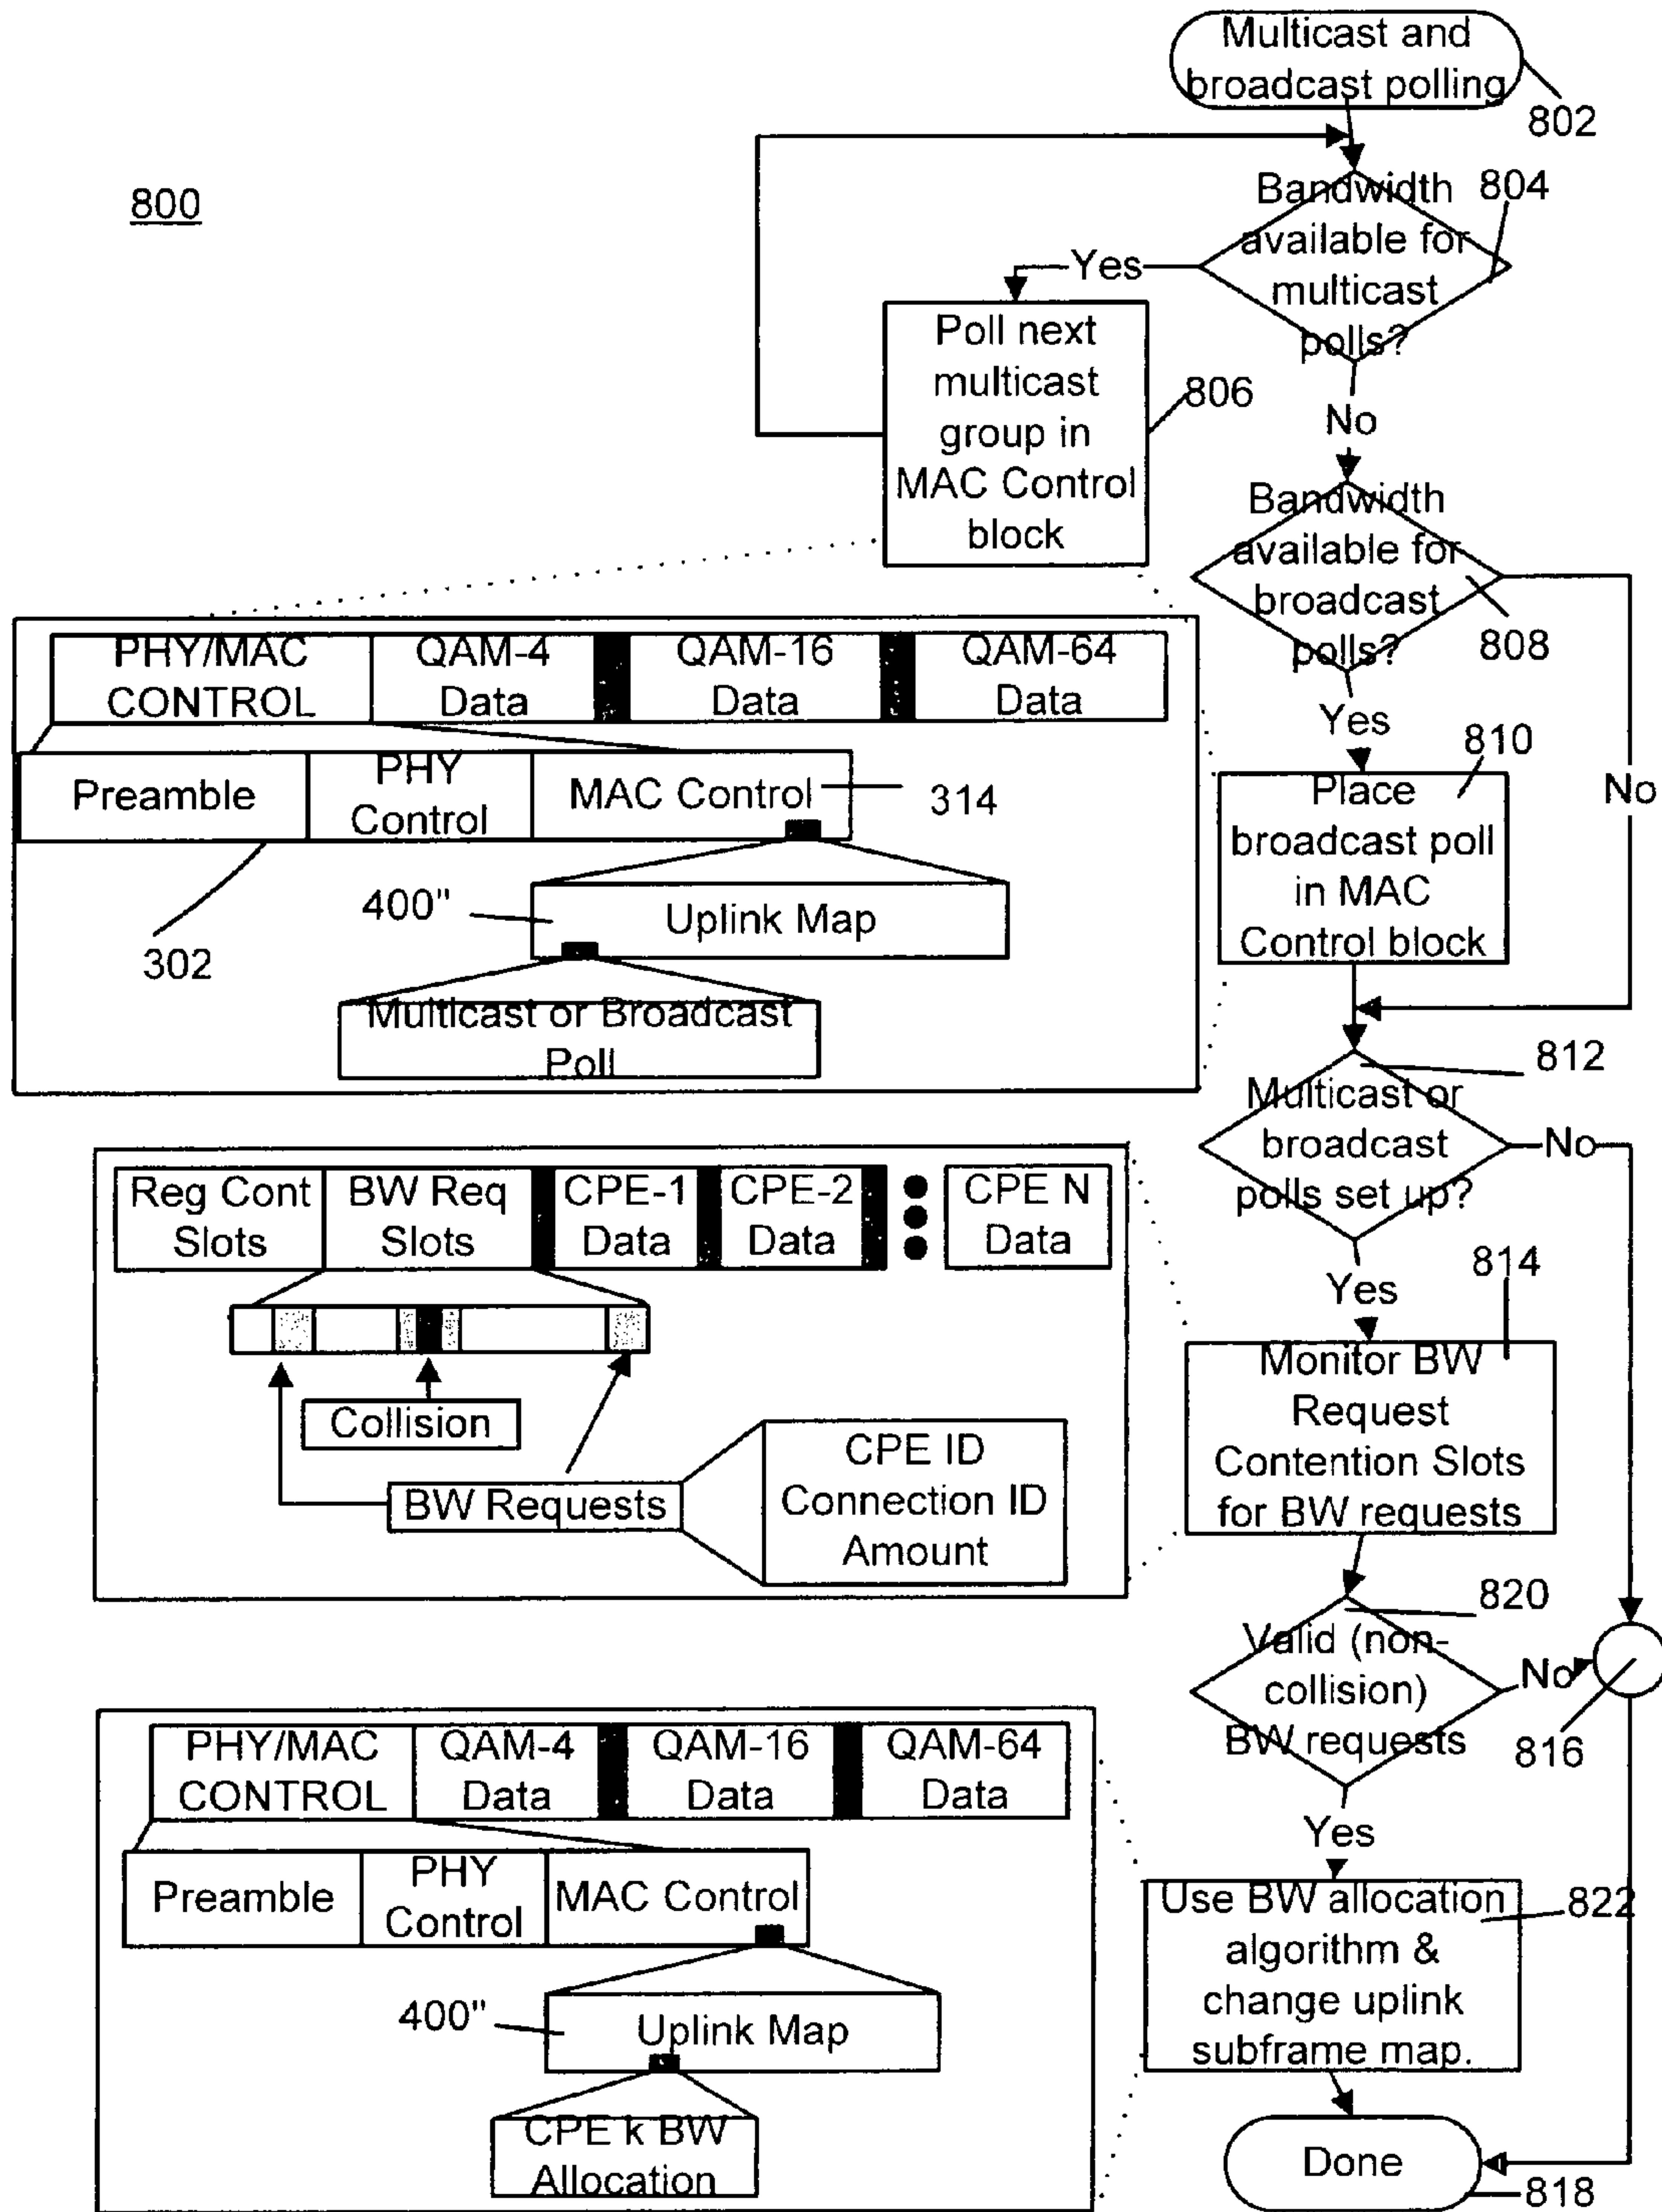 800
Multicast and
broadcast polling
802
Bandwidth
available for
multicast
polls?
804
Yes
No
Poll next
multicast
group in
MAC Control
block
806
Bandwidth
available for
broadcast
polls?
808
Yes
No
810
Place
broadcast poll
in MAC
Control block
PHY/MAC
CONTROL
QAM-4
Data
QAM-16
Data
QAM-64
Data
Preamble
PHY
Control
MAC Control
314
302
400"
Uplink Map
Multicast or Broadcast
Poll
812
Multicast or
broadcast
polls set up?
No
Yes
814
Monitor BW
Request
Contention Slots
for BW requests
Reg Cont
Slots
BW Req
Slots
CPE-1
Data
CPE-2
Data
CPE N
Data
Collision
BW Requests
CPE ID
Connection ID
Amount
820
Valid (non-
collision)
BW requests
No
816
Yes
Use BW allocation
algorithm &
change uplink
subframe map.
822
PHY/MAC
CONTROL
QAM-4
Data
QAM-16
Data
QAM-64
Data
Preamble
PHY
Control
MAC Control
400"
Uplink Map
CPE k BW
Allocation
Done
818